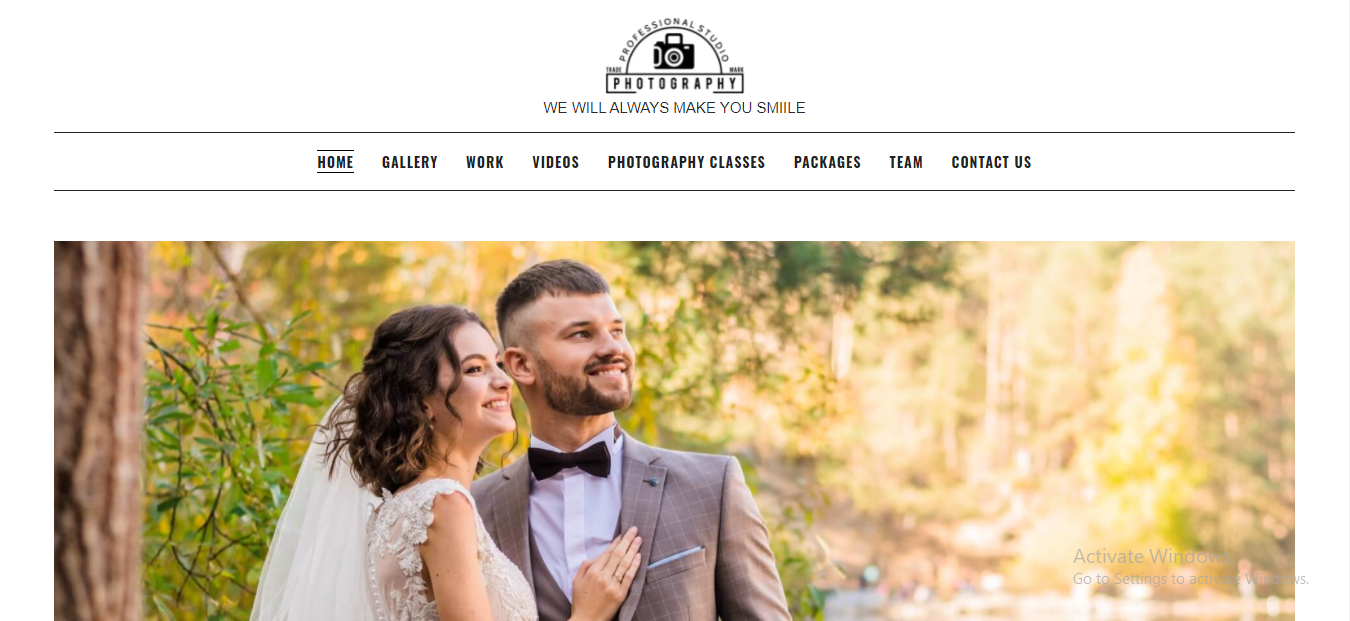 PROFESSIONAL STUDIO
TRADE MARK
PHOTOGRAPHY
WE WILL ALWAYS MAKE YOU SMIILE
HOME GALLERY WORK VIDEOS PHOTOGRAPHY CLASSES PACKAGES TEAM CONTACT US
Activate Windows
Go to Settings to activate Windows.